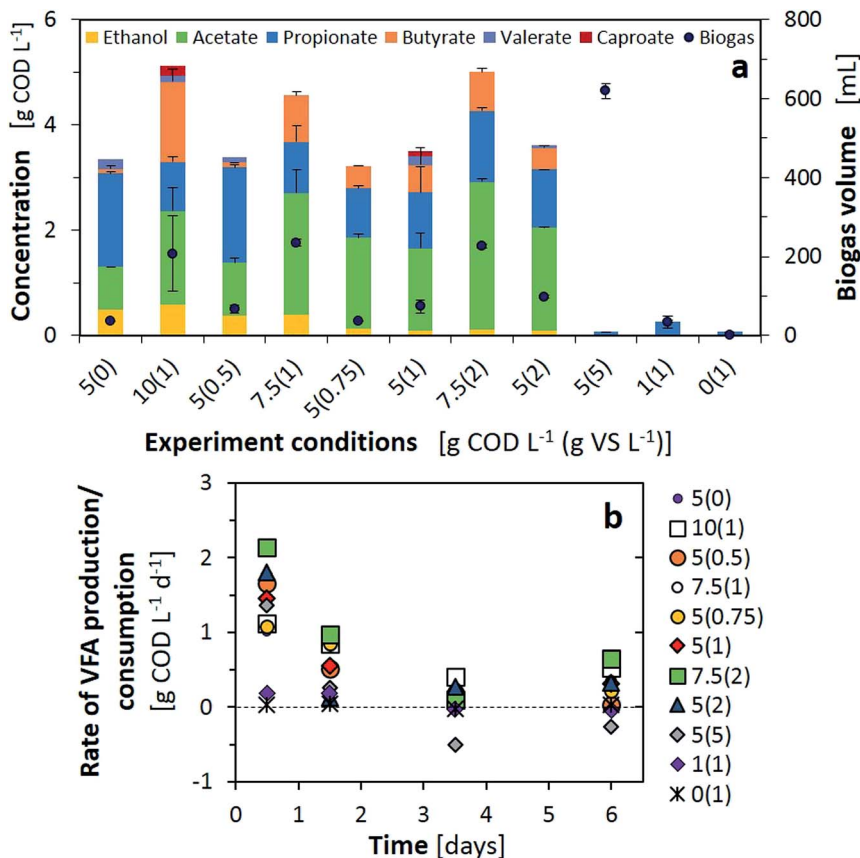 Ethanol Acetate Propionate Butyrate Valerate Caproate Biogas
a
Concentration [g COD L⁻¹]
6
4
2
0
800
600
400
200
0
Biogas volume [mL]
5(0) 10(1) 5(0.5) 7.5(1) 5(0.75) 5(1) 7.5(2) 5(2) 5(5) 1(1) 0(1)
Experiment conditions [g COD L⁻¹ (g VS L⁻¹)]
b
Rate of VFA production/
consumption
[g COD L⁻¹ d⁻¹]
3
2
1
0
-1
0 1 2 3 4 5 6
Time [days]
5(0)
10(1)
5(0.5)
7.5(1)
5(0.75)
5(1)
7.5(2)
5(2)
5(5)
1(1)
0(1)